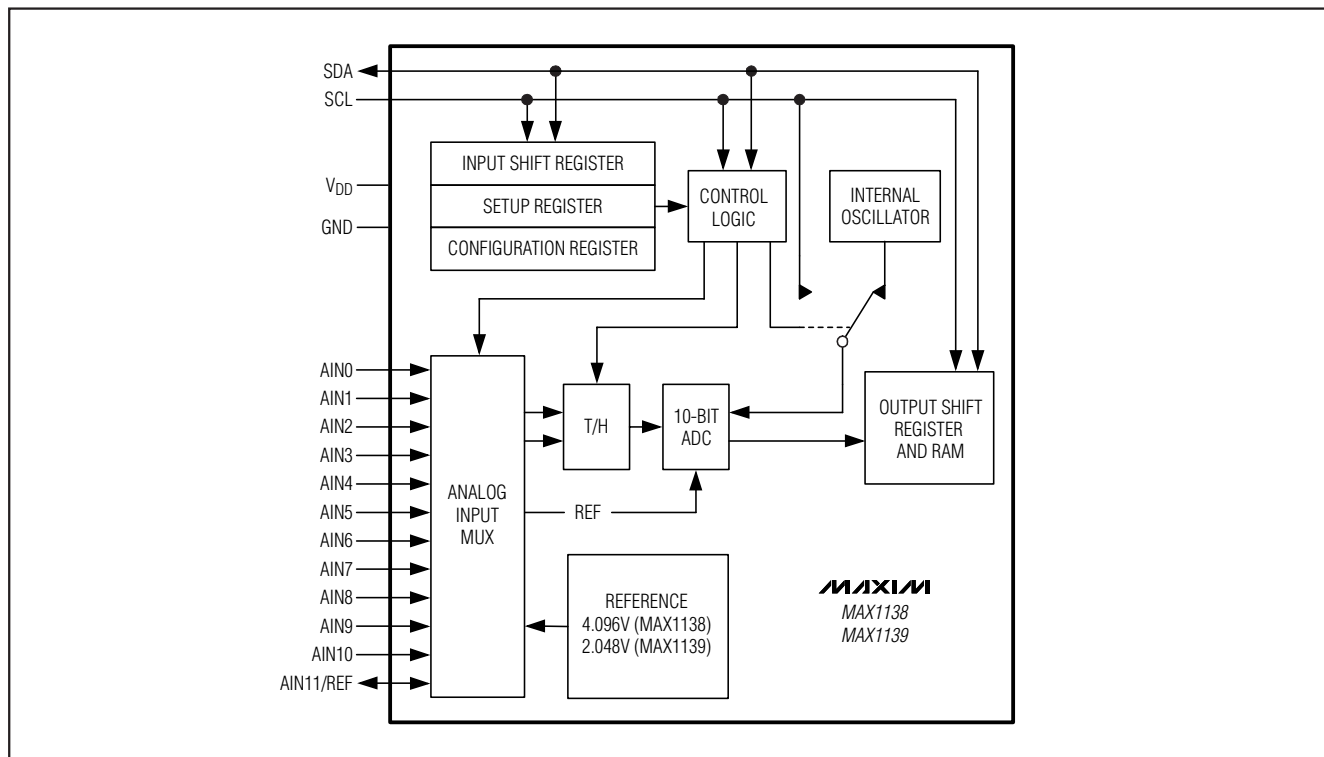 SDA
SCL
INPUT SHIFT REGISTER
SETUP REGISTER
CONFIGURATION REGISTER
VDD
GND
CONTROL
LOGIC
INTERNAL
OSCILLATOR
AIN0
AIN1
AIN2
AIN3
AIN4
AIN5
AIN6
AIN7
AIN8
AIN9
AIN10
AIN11/REF
ANALOG
INPUT
MUX
T/H
10-BIT
ADC
OUTPUT SHIFT
REGISTER
AND RAM
REF
REFERENCE
4.096V (MAX1138)
2.048V (MAX1139)
MAXIM
MAX1138
MAX1139